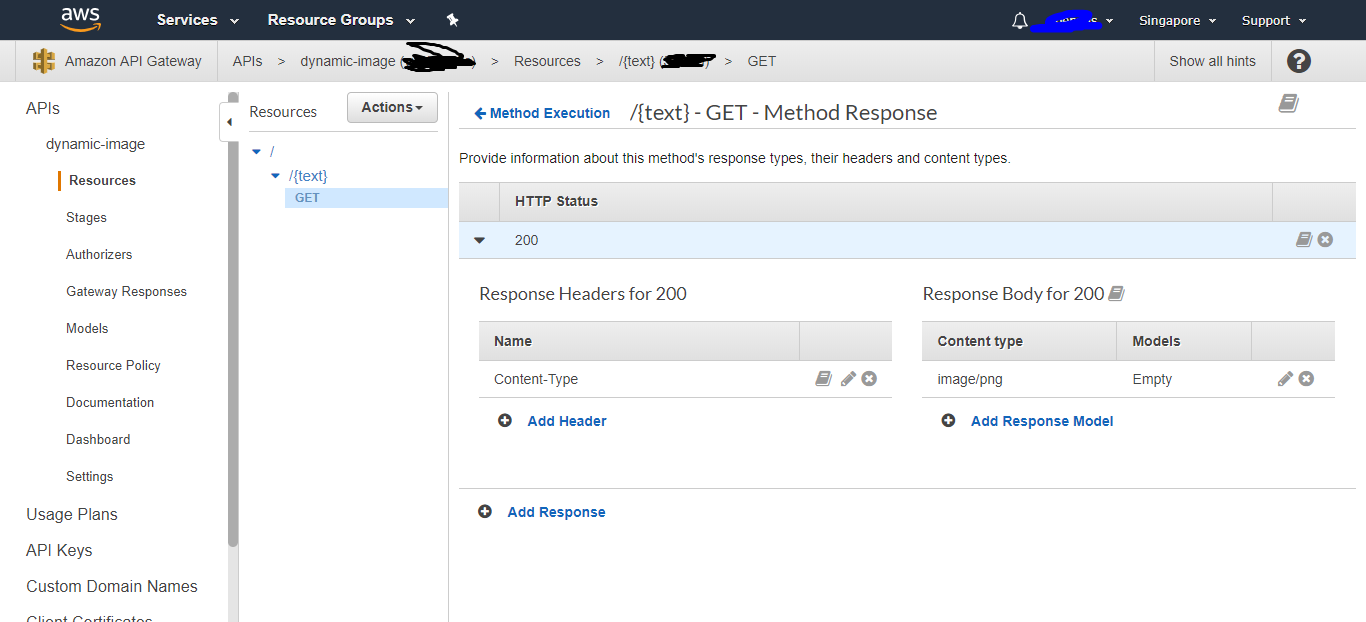 aws Services Resource Groups Singapore Support
Amazon API Gateway APIs > dynamic-image ( > Resources > /{text} ( ) > GET Show all hints ?
APIs
dynamic-image
Resources
Stages
Authorizers
Gateway Responses
Models
Resource Policy
Documentation
Dashboard
Settings
Usage Plans
API Keys
Custom Domain Names
Client Certificates
Resources Actions
/
/{text}
GET
Method Execution /{text} - GET - Method Response
Provide information about this method's response types, their headers and content types.
HTTP Status
200
Response Headers for 200
Name
Content-Type
Add Header
Response Body for 200
Content type Models
image/png Empty
Add Response Model
Add Response